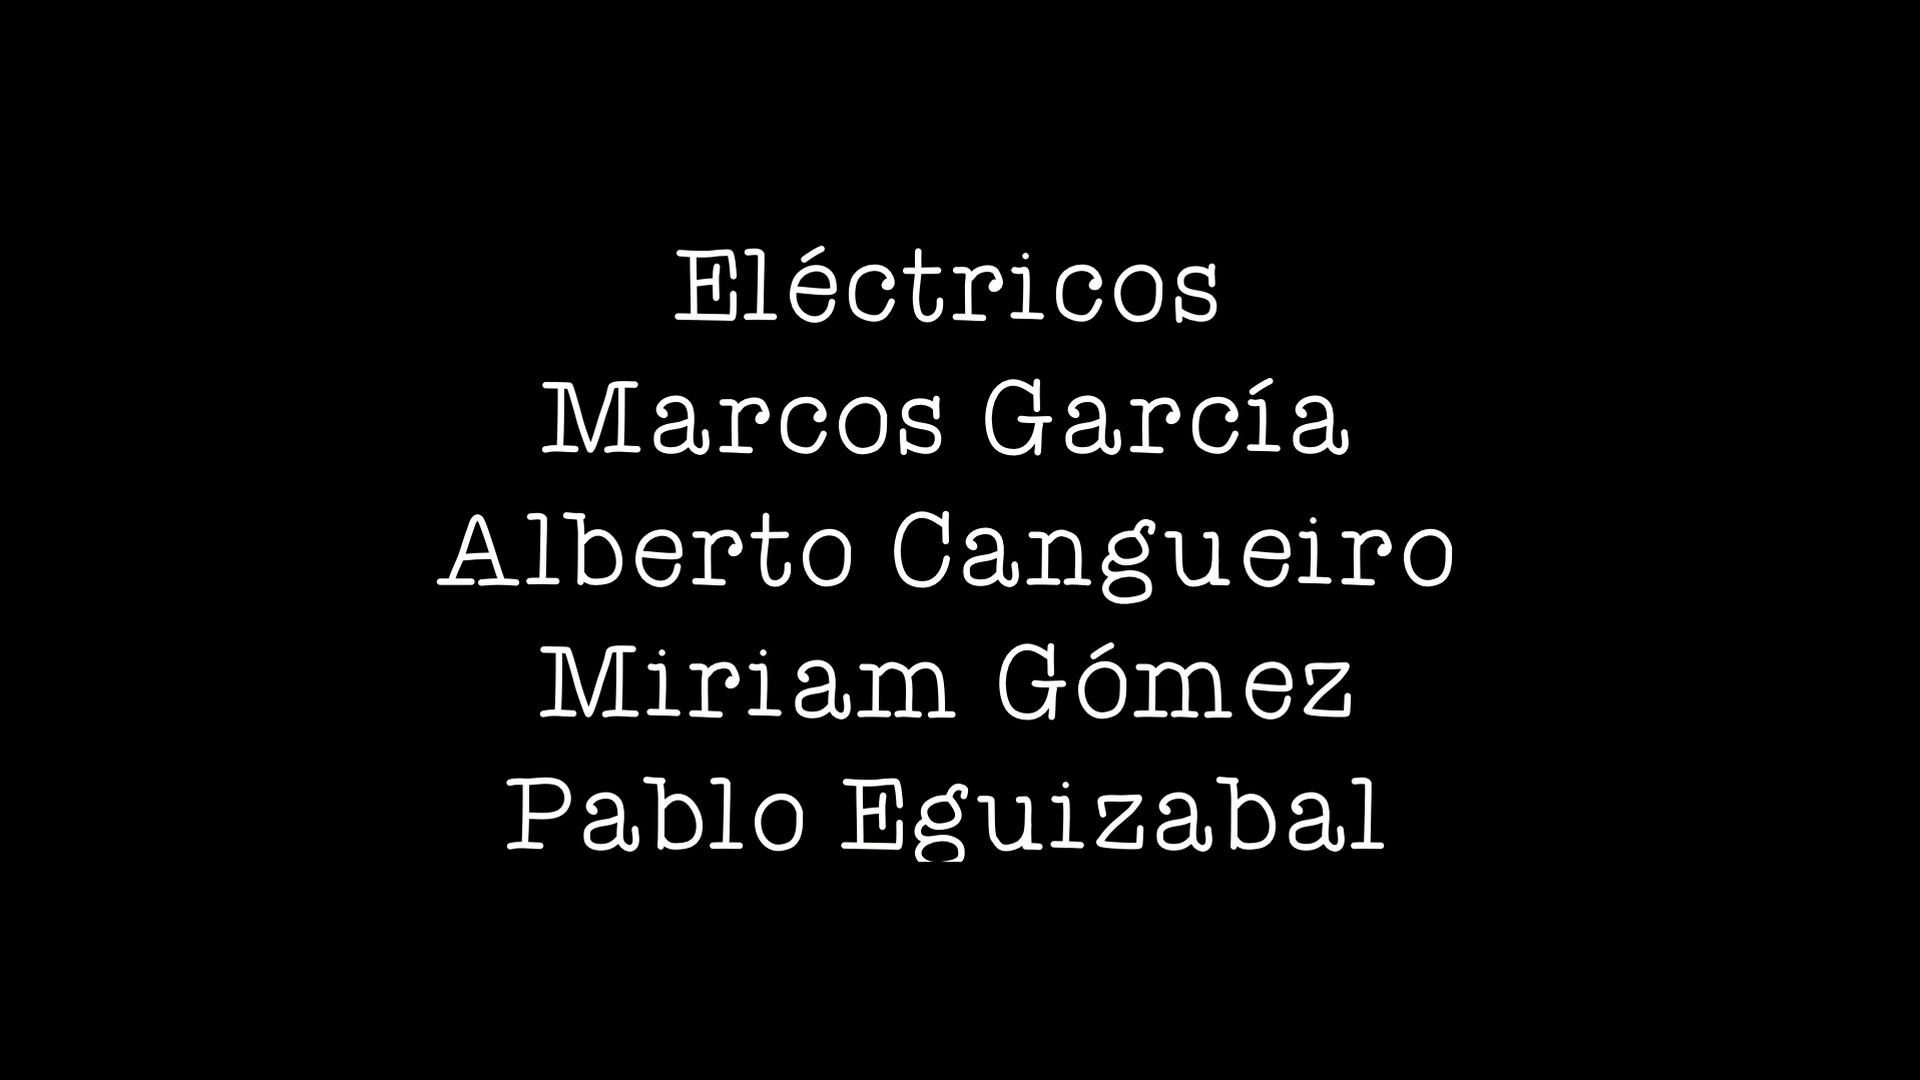 Eléctricos
Marcos García
Alberto Cangueiro
Miriam Gómez
Pablo Eguizabal